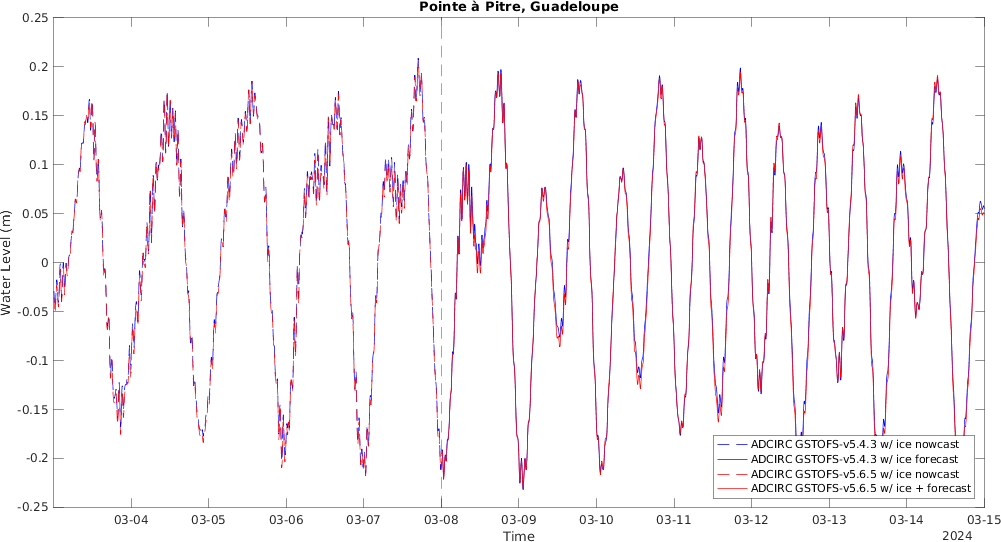 Pointe à Pitre, Guadeloupe
0.25
0.2
0.15
0.1
0.05
0
-0.05
-0.1
-0.15
-0.2
-0.25
Water Level (m)
ADCIRC GSTOFS-v5.4.3 w/ ice nowcast
ADCIRC GSTOFS-v5.4.3 w/ ice forecast
ADCIRC GSTOFS-v5.6.5 w/ ice nowcast
ADCIRC GSTOFS-v5.6.5 w/ ice + forecast
03-04 03-05 03-06 03-07 03-08 03-09 03-10 03-11 03-12 03-13 03-14 03-15
Time
2024